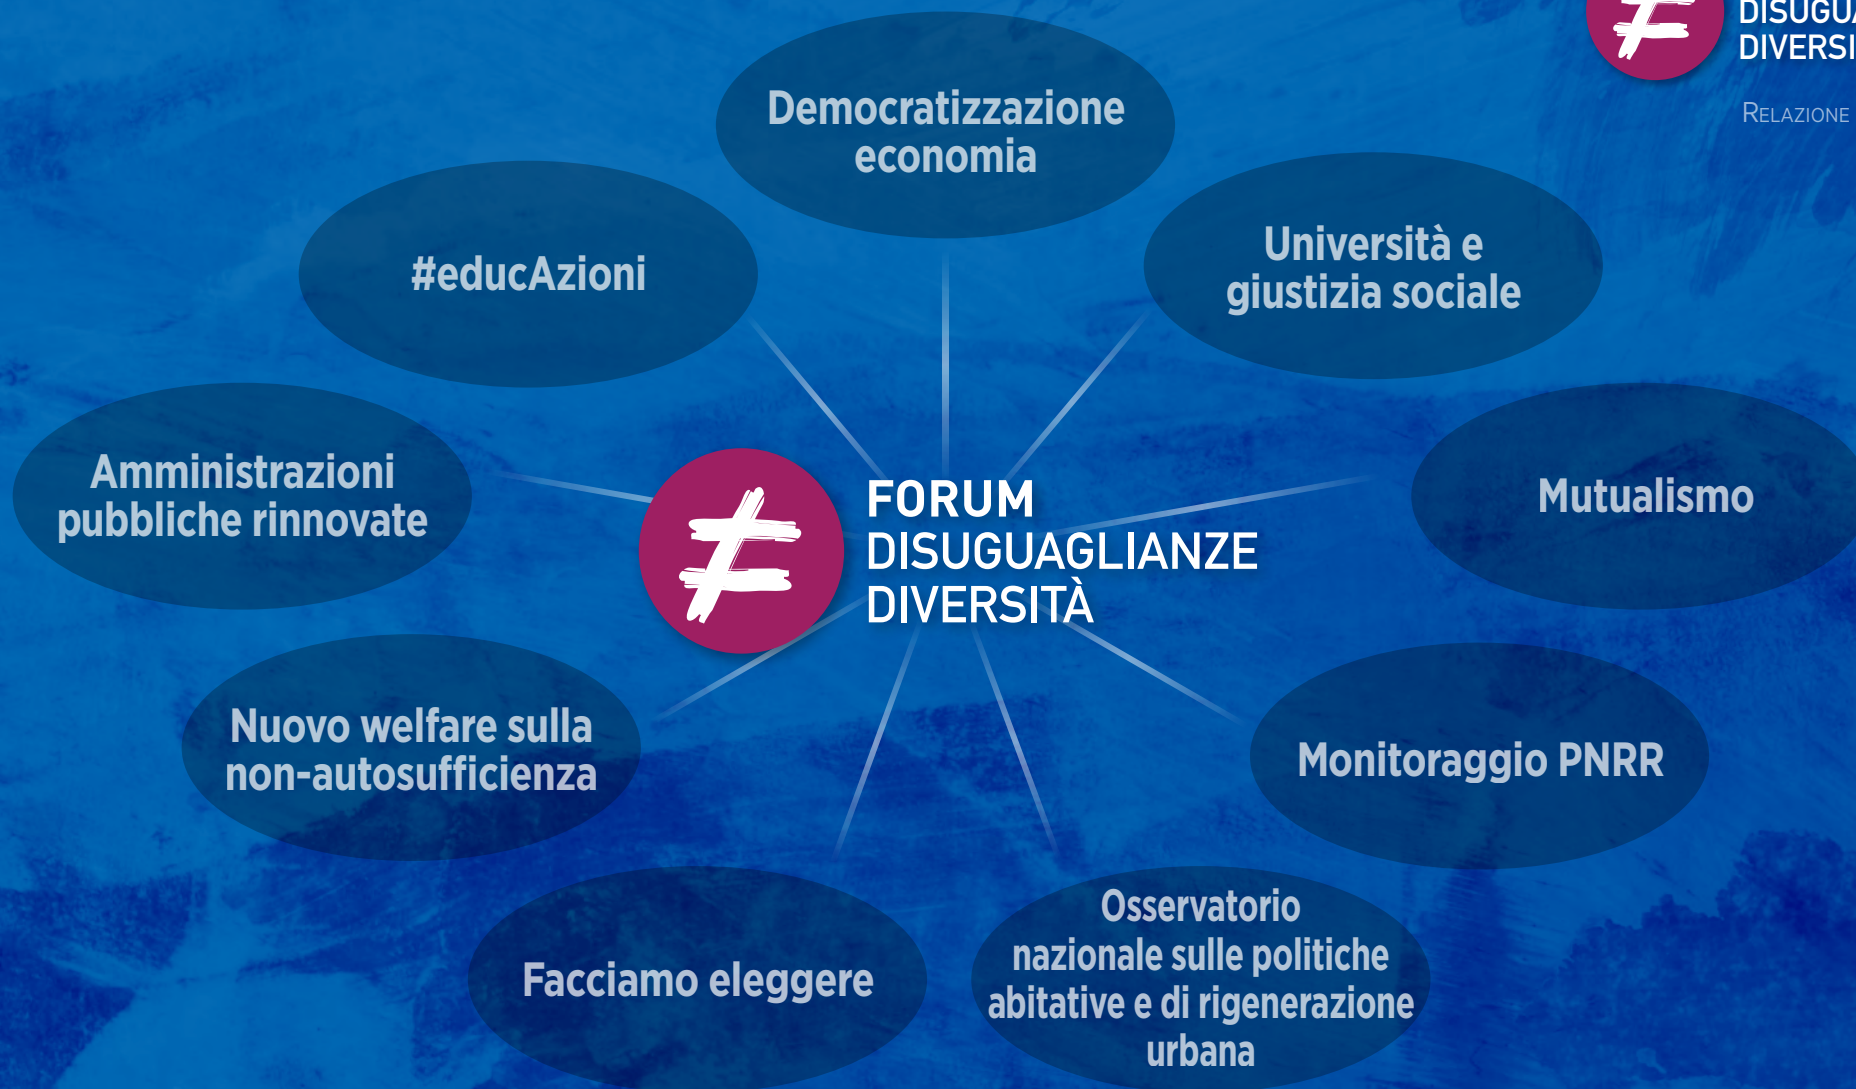 DIVERSI
RELAZIONE
Democratizzazione
economia
#educAzioni
Università e
giustizia sociale
Amministrazioni
pubbliche rinnovate
FORUM
DISUGUAGLIANZE
DIVERSITÀ
Mutualismo
Nuovo welfare sulla
non-autosufficienza
Monitoraggio PNRR
Facciamo eleggere
Osservatorio
nazionale sulle politiche
abitative e di rigenerazione
urbana